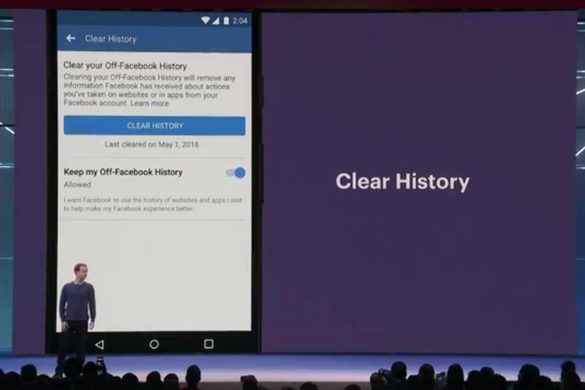 2:04
Clear History
Clear your Off-Facebook History
Clearing your Off-Facebook History will remove any
information Facebook has received about actions
you've taken on websites or in apps from your
Facebook account. Learn more
CLEAR HISTORY
Last cleared on May 1, 2018
Keep my Off-Facebook History
Allowed
I want Facebook to use the history of websites and apps I visit
to help make my Facebook experience better.
Clear History